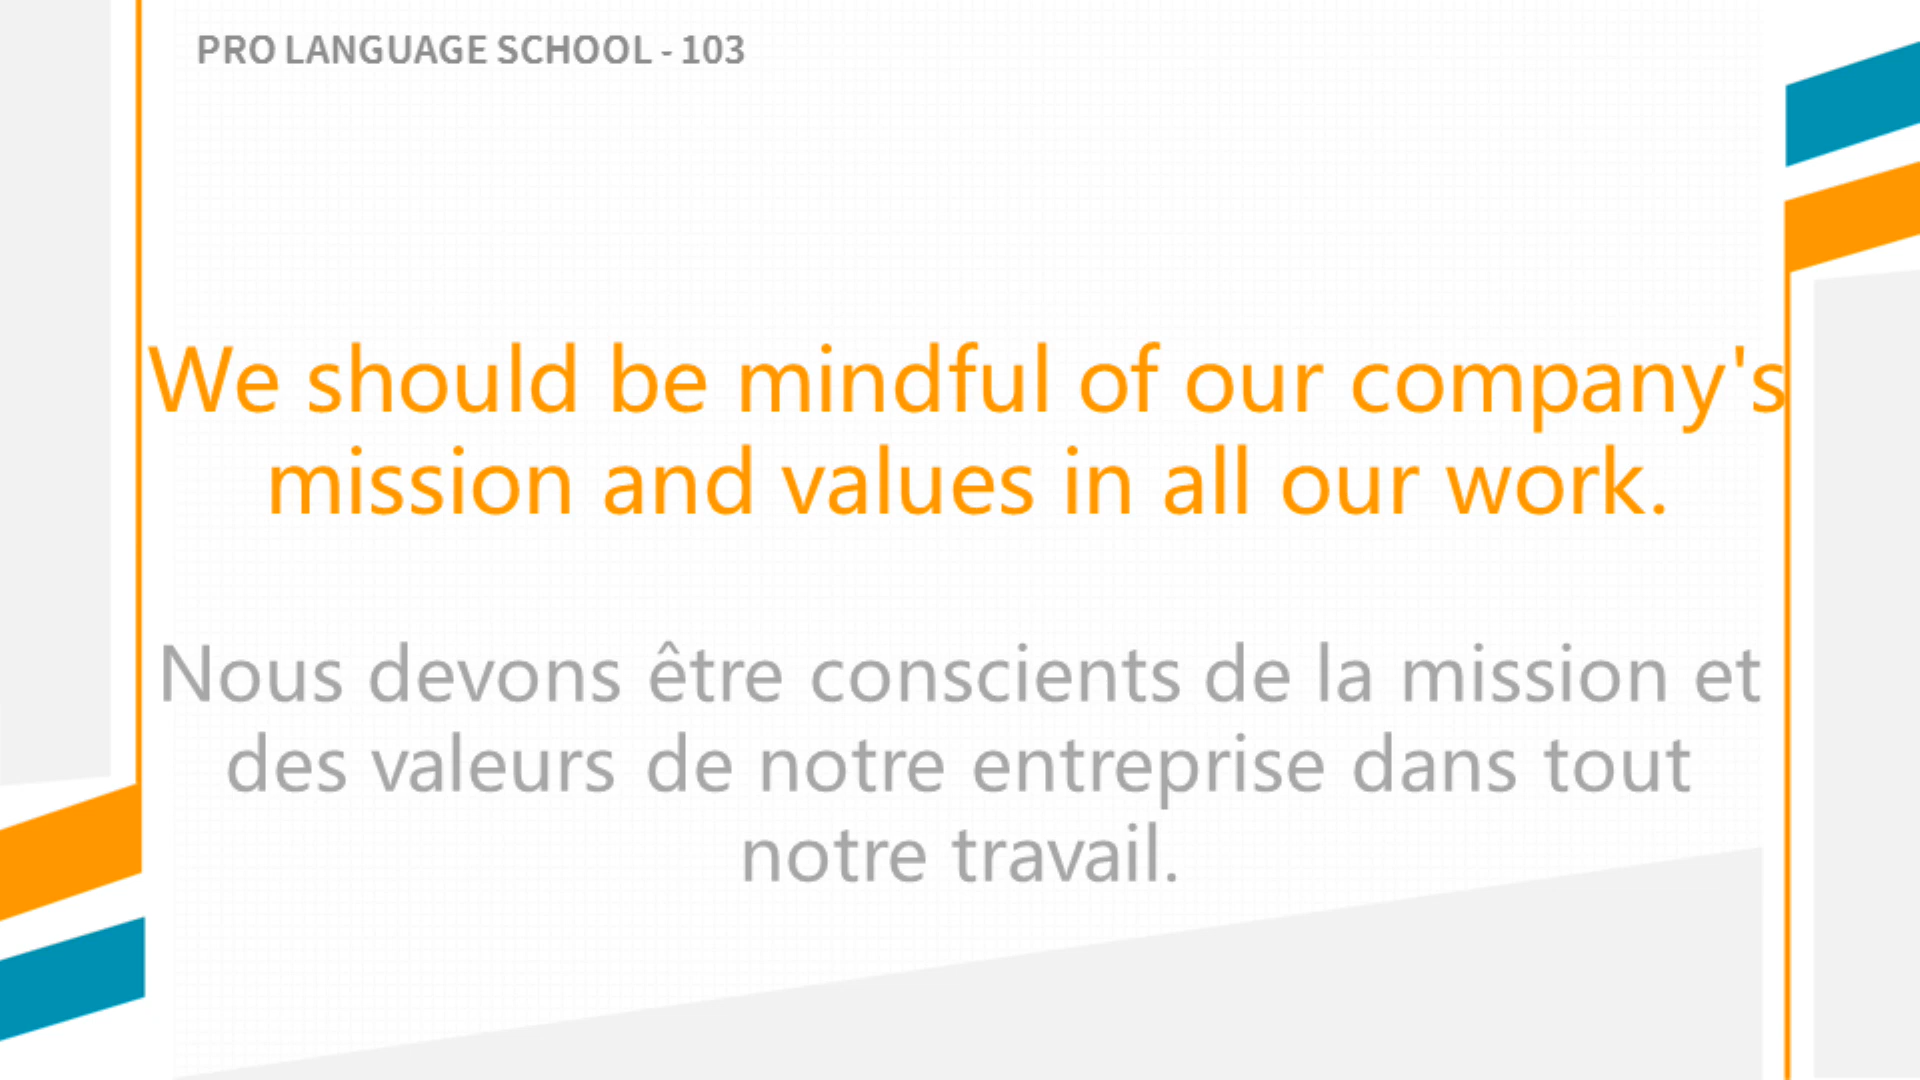 PRO LANGUAGE SCHOOL - 103
We should be mindful of our company's
mission and values in all our work.
Nous devons être conscients de la mission et
des valeurs de notre entreprise dans tout
notre travail.